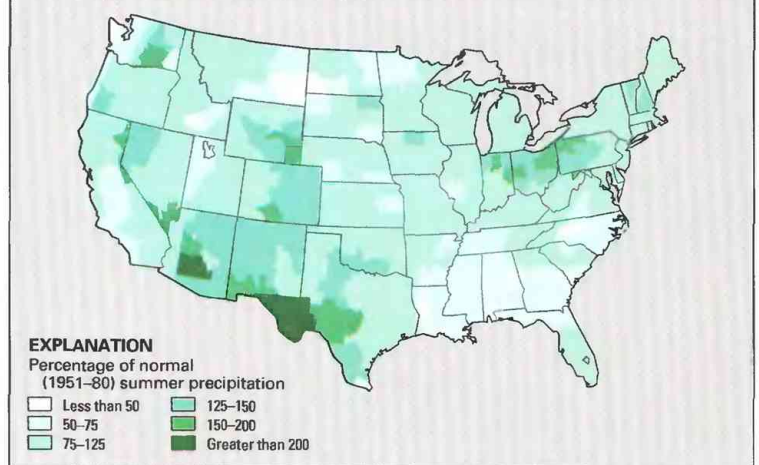 EXPLANATION
Percentage of normal
(1951–80) summer precipitation
Less than 50
50–75
75–125
125–150
150–200
Greater than 200